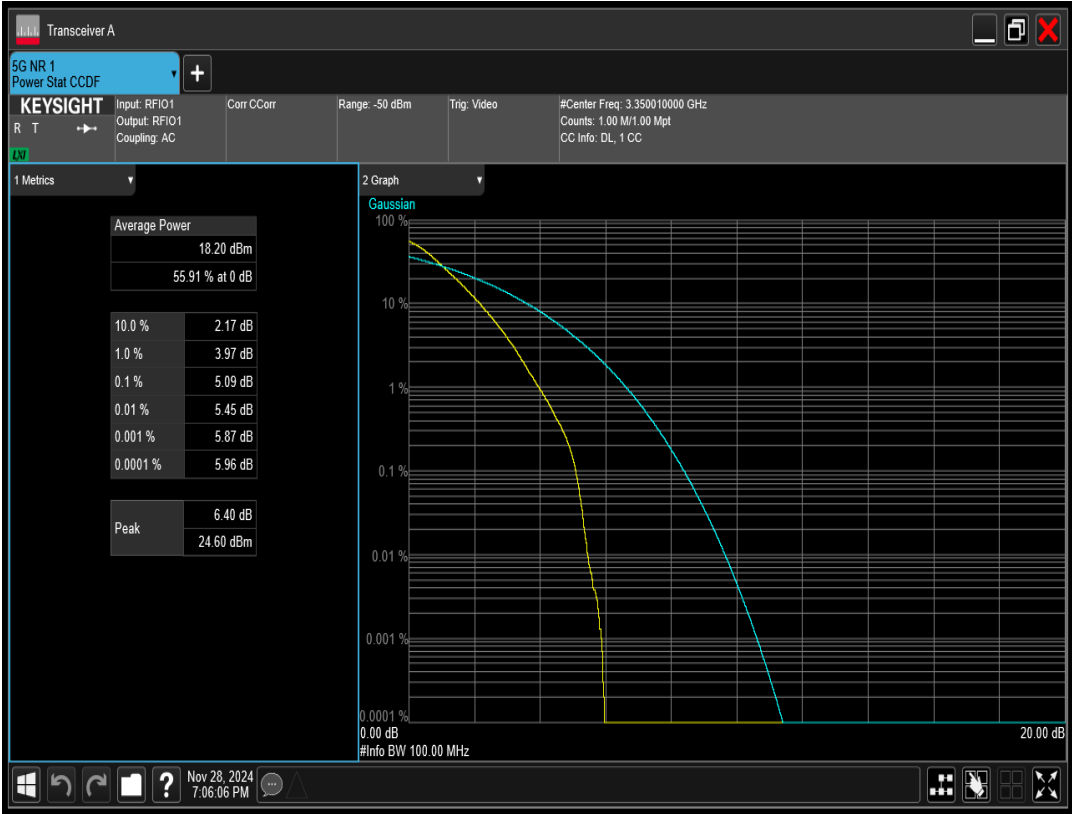 Transceiver A
5G NR 1
Power Stat CCDF
+
KEYSIGHT
R T
LXI
Input: RFIO1
Output: RFIO1
Coupling: AC
Corr CCorr
Range: -50 dBm
Trig: Video
#Center Freq: 3.350010000 GHz
Counts: 1.00 M/1.00 Mpt
CC Info: DL, 1 CC
1 Metrics
Average Power
18.20 dBm
55.91 % at 0 dB
10.0 % 2.17 dB
1.0 % 3.97 dB
0.1 % 5.09 dB
0.01 % 5.45 dB
0.001 % 5.87 dB
0.0001 % 5.96 dB
Peak
6.40 dB
24.60 dBm
2 Graph
Gaussian
100 %
10 %
1 %
0.1 %
0.01 %
0.001 %
0.0001 %
0.00 dB 20.00 dB
#Info BW 100.00 MHz
?
Nov 28, 2024
7:06:06 PM